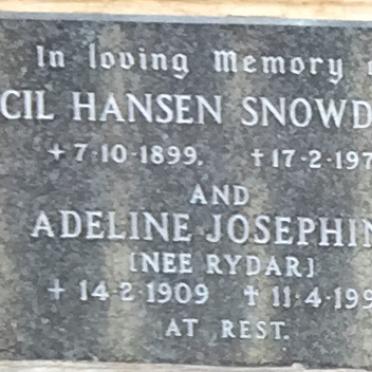 In loving Memory
CIL HANSEN SNOWD
+ 7·10·1899. † 17·2·197
AND
ADELINE JOSEPHIN
[NEE RYDAR]
+ 14·2·1909 † 11·4·199
AT REST.